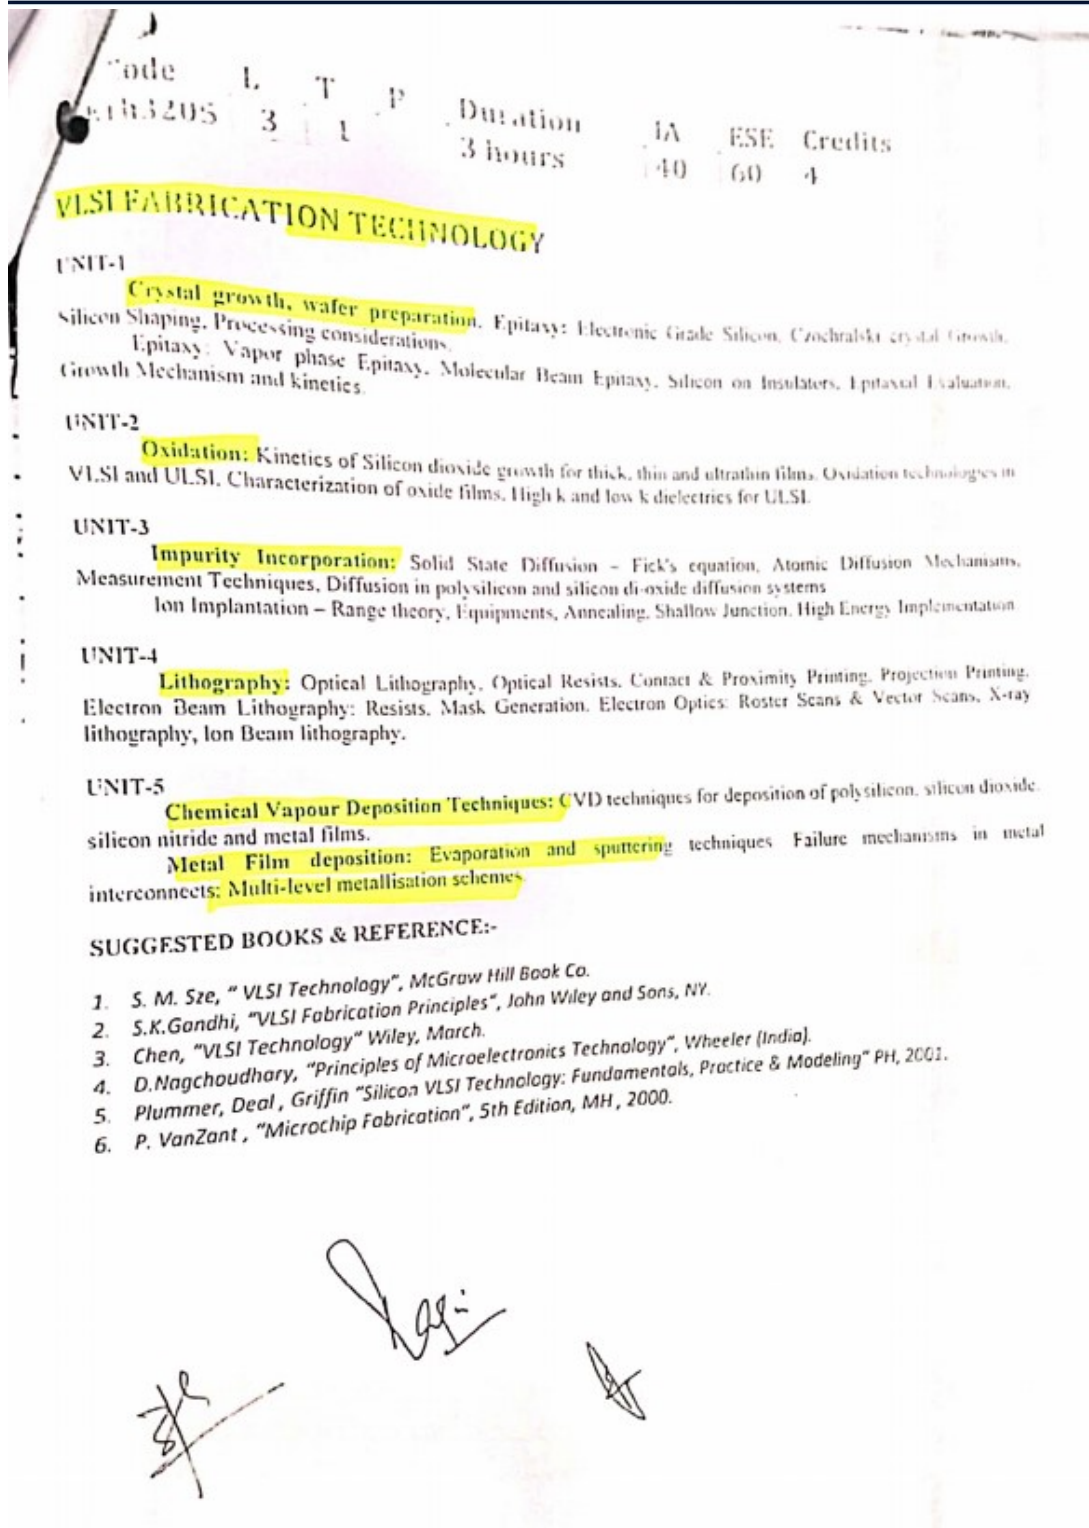 L T P Duration IA ESE Credits
3 1 3 hours 40 60 4
VLSI FABRICATION TECHNOLOGY
UNIT-1
Crystal growth, wafer preparation, Epitaxy: Electronic Grade Silicon, Czochralski crystal Growth,
Silicon Shaping, Processing considerations.
Epitaxy: Vapor phase Epitaxy, Molecular Beam Epitaxy, Silicon on Insulators, Epitaxial Evaluation,
Growth Mechanism and kinetics.
UNIT-2
Oxidation: Kinetics of Silicon dioxide growth for thick, thin and ultrathin films. Oxidation technologies in
VLSI and ULSI, Characterization of oxide films, High k and low k dielectrics for ULSI.
UNIT-3
Impurity Incorporation: Solid State Diffusion – Fick's equation, Atomic Diffusion Mechanisms,
Measurement Techniques, Diffusion in polysilicon and silicon di-oxide diffusion systems
Ion Implantation – Range theory, Equipments, Annealing, Shallow Junction, High Energy Implementation
UNIT-4
Lithography: Optical Lithography, Optical Resists, Contact & Proximity Printing, Projection Printing,
Electron Beam Lithography: Resists, Mask Generation. Electron Optics: Roster Scans & Vector Scans, X-ray
lithography, Ion Beam lithography.
UNIT-5
Chemical Vapour Deposition Techniques: CVD techniques for deposition of polysilicon, silicon dioxide,
silicon nitride and metal films.
Metal Film deposition: Evaporation and sputtering techniques Failure mechanisms in metal
interconnects; Multi-level metallisation schemes.
SUGGESTED BOOKS & REFERENCE:-
1. S. M. Sze, “ VLSI Technology”, McGraw Hill Book Co.
2. S.K.Gandhi, “VLSI Fabrication Principles”, John Wiley and Sons, NY.
3. Chen, “VLSI Technology” Wiley, March.
4. D.Nagchoudhary, “Principles of Microelectronics Technology”, Wheeler (India).
5. Plummer, Deal , Griffin “Silicon VLSI Technology: Fundamentals, Practice & Modeling” PH, 2001.
6. P. VanZant , “Microchip Fabrication”, 5th Edition, MH , 2000.